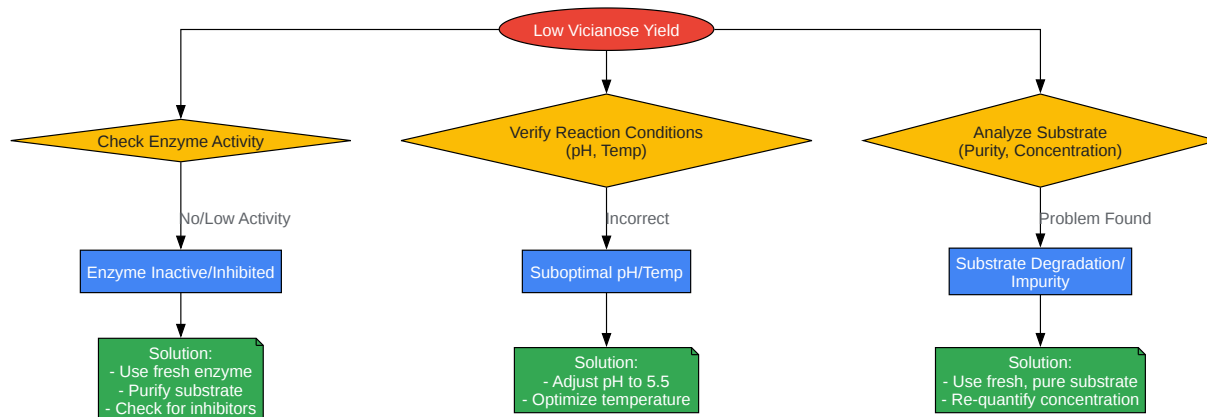 Low Vicianose Yield
Check Enzyme Activity
Verify Reaction Conditions
(pH, Temp)
Analyze Substrate
(Purity, Concentration)
No/Low Activity
Incorrect
Problem Found
Enzyme Inactive/Inhibited
Suboptimal pH/Temp
Substrate Degradation/
Impurity
Solution:
- Use fresh enzyme
- Purify substrate
- Check for inhibitors
Solution:
- Adjust pH to 5.5
- Optimize temperature
Solution:
- Use fresh, pure substrate
- Re-quantify concentration